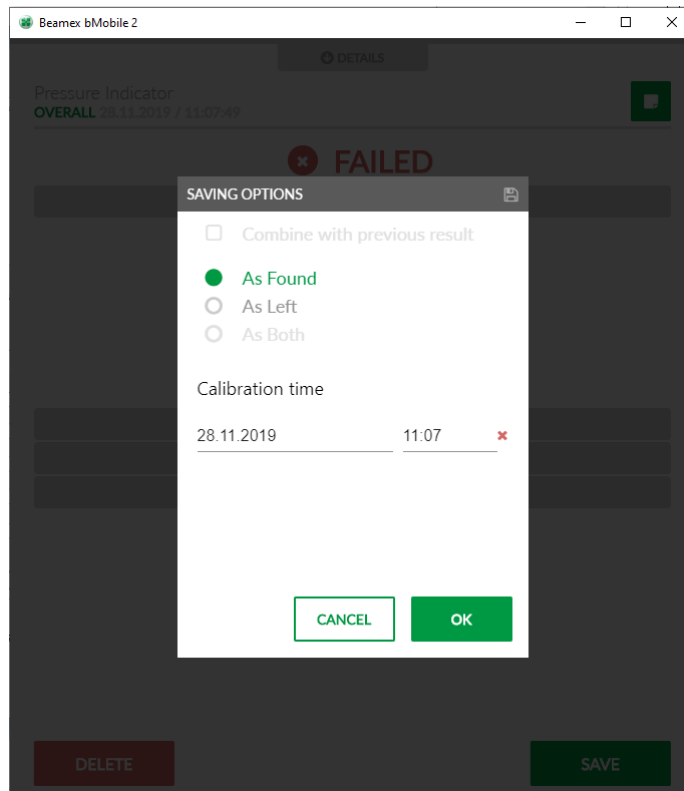 Beamex bMobile 2
DETAILS
Pressure Indicator
OVERALL 28.11.2019 / 11:07:49
FAILED
SAVING OPTIONS
Combine with previous result
As Found
As Left
As Both
Calibration time
28.11.2019 11:07
CANCEL OK
DELETE SAVE